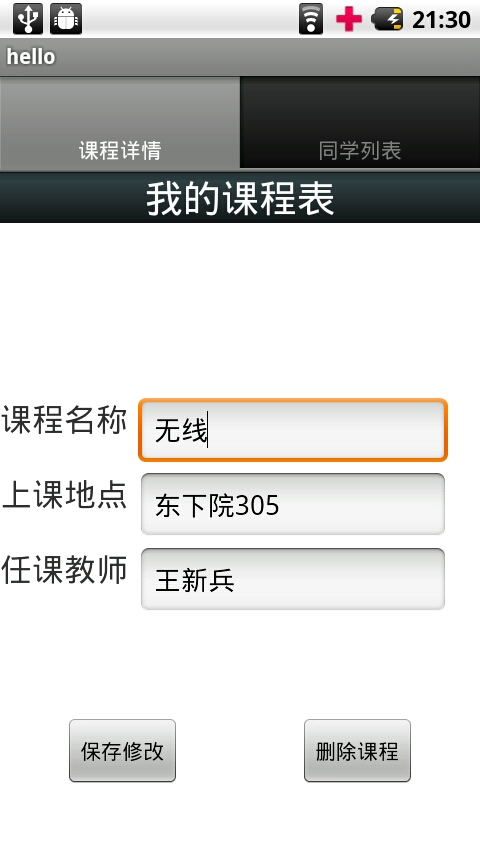 21:30
hello
课程详情
同学列表
我的课程表
课程名称 无线
上课地点 东下院305
任课教师 王新兵
保存修改
删除课程